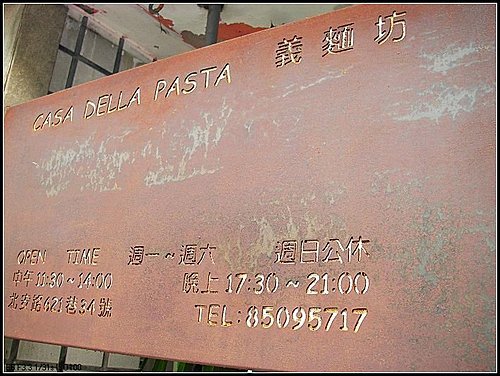 CASA DELLA PASTA 義麵坊
OPEN TIME 週一~週六 週日公休
中午 11:30~14:00 晚上 17:30~21:00
北安路621巷34號 TEL:85095717